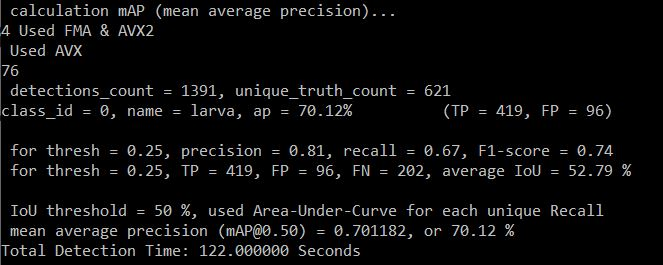 calculation mAP (mean average precision)...
4 Used FMA & AVX2
Used AVX
76
detections_count = 1391, unique_truth_count = 621
class_id = 0, name = larva, ap = 70.12% (TP = 419, FP = 96)
for thresh = 0.25, precision = 0.81, recall = 0.67, F1-score = 0.74
for thresh = 0.25, TP = 419, FP = 96, FN = 202, average IoU = 52.79 %
IoU threshold = 50 %, used Area-Under-Curve for each unique Recall
mean average precision (mAP@0.50) = 0.701182, or 70.12 %
Total Detection Time: 122.000000 Seconds